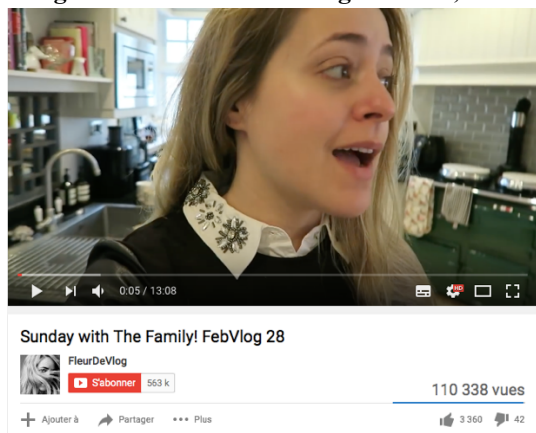 0:05 / 13:08
HD
Sunday with The Family! FebVlog 28
FleurDeVlog
S'abonner 563 k
110 338 vues
Ajouter à Partager ••• Plus 3 360 42